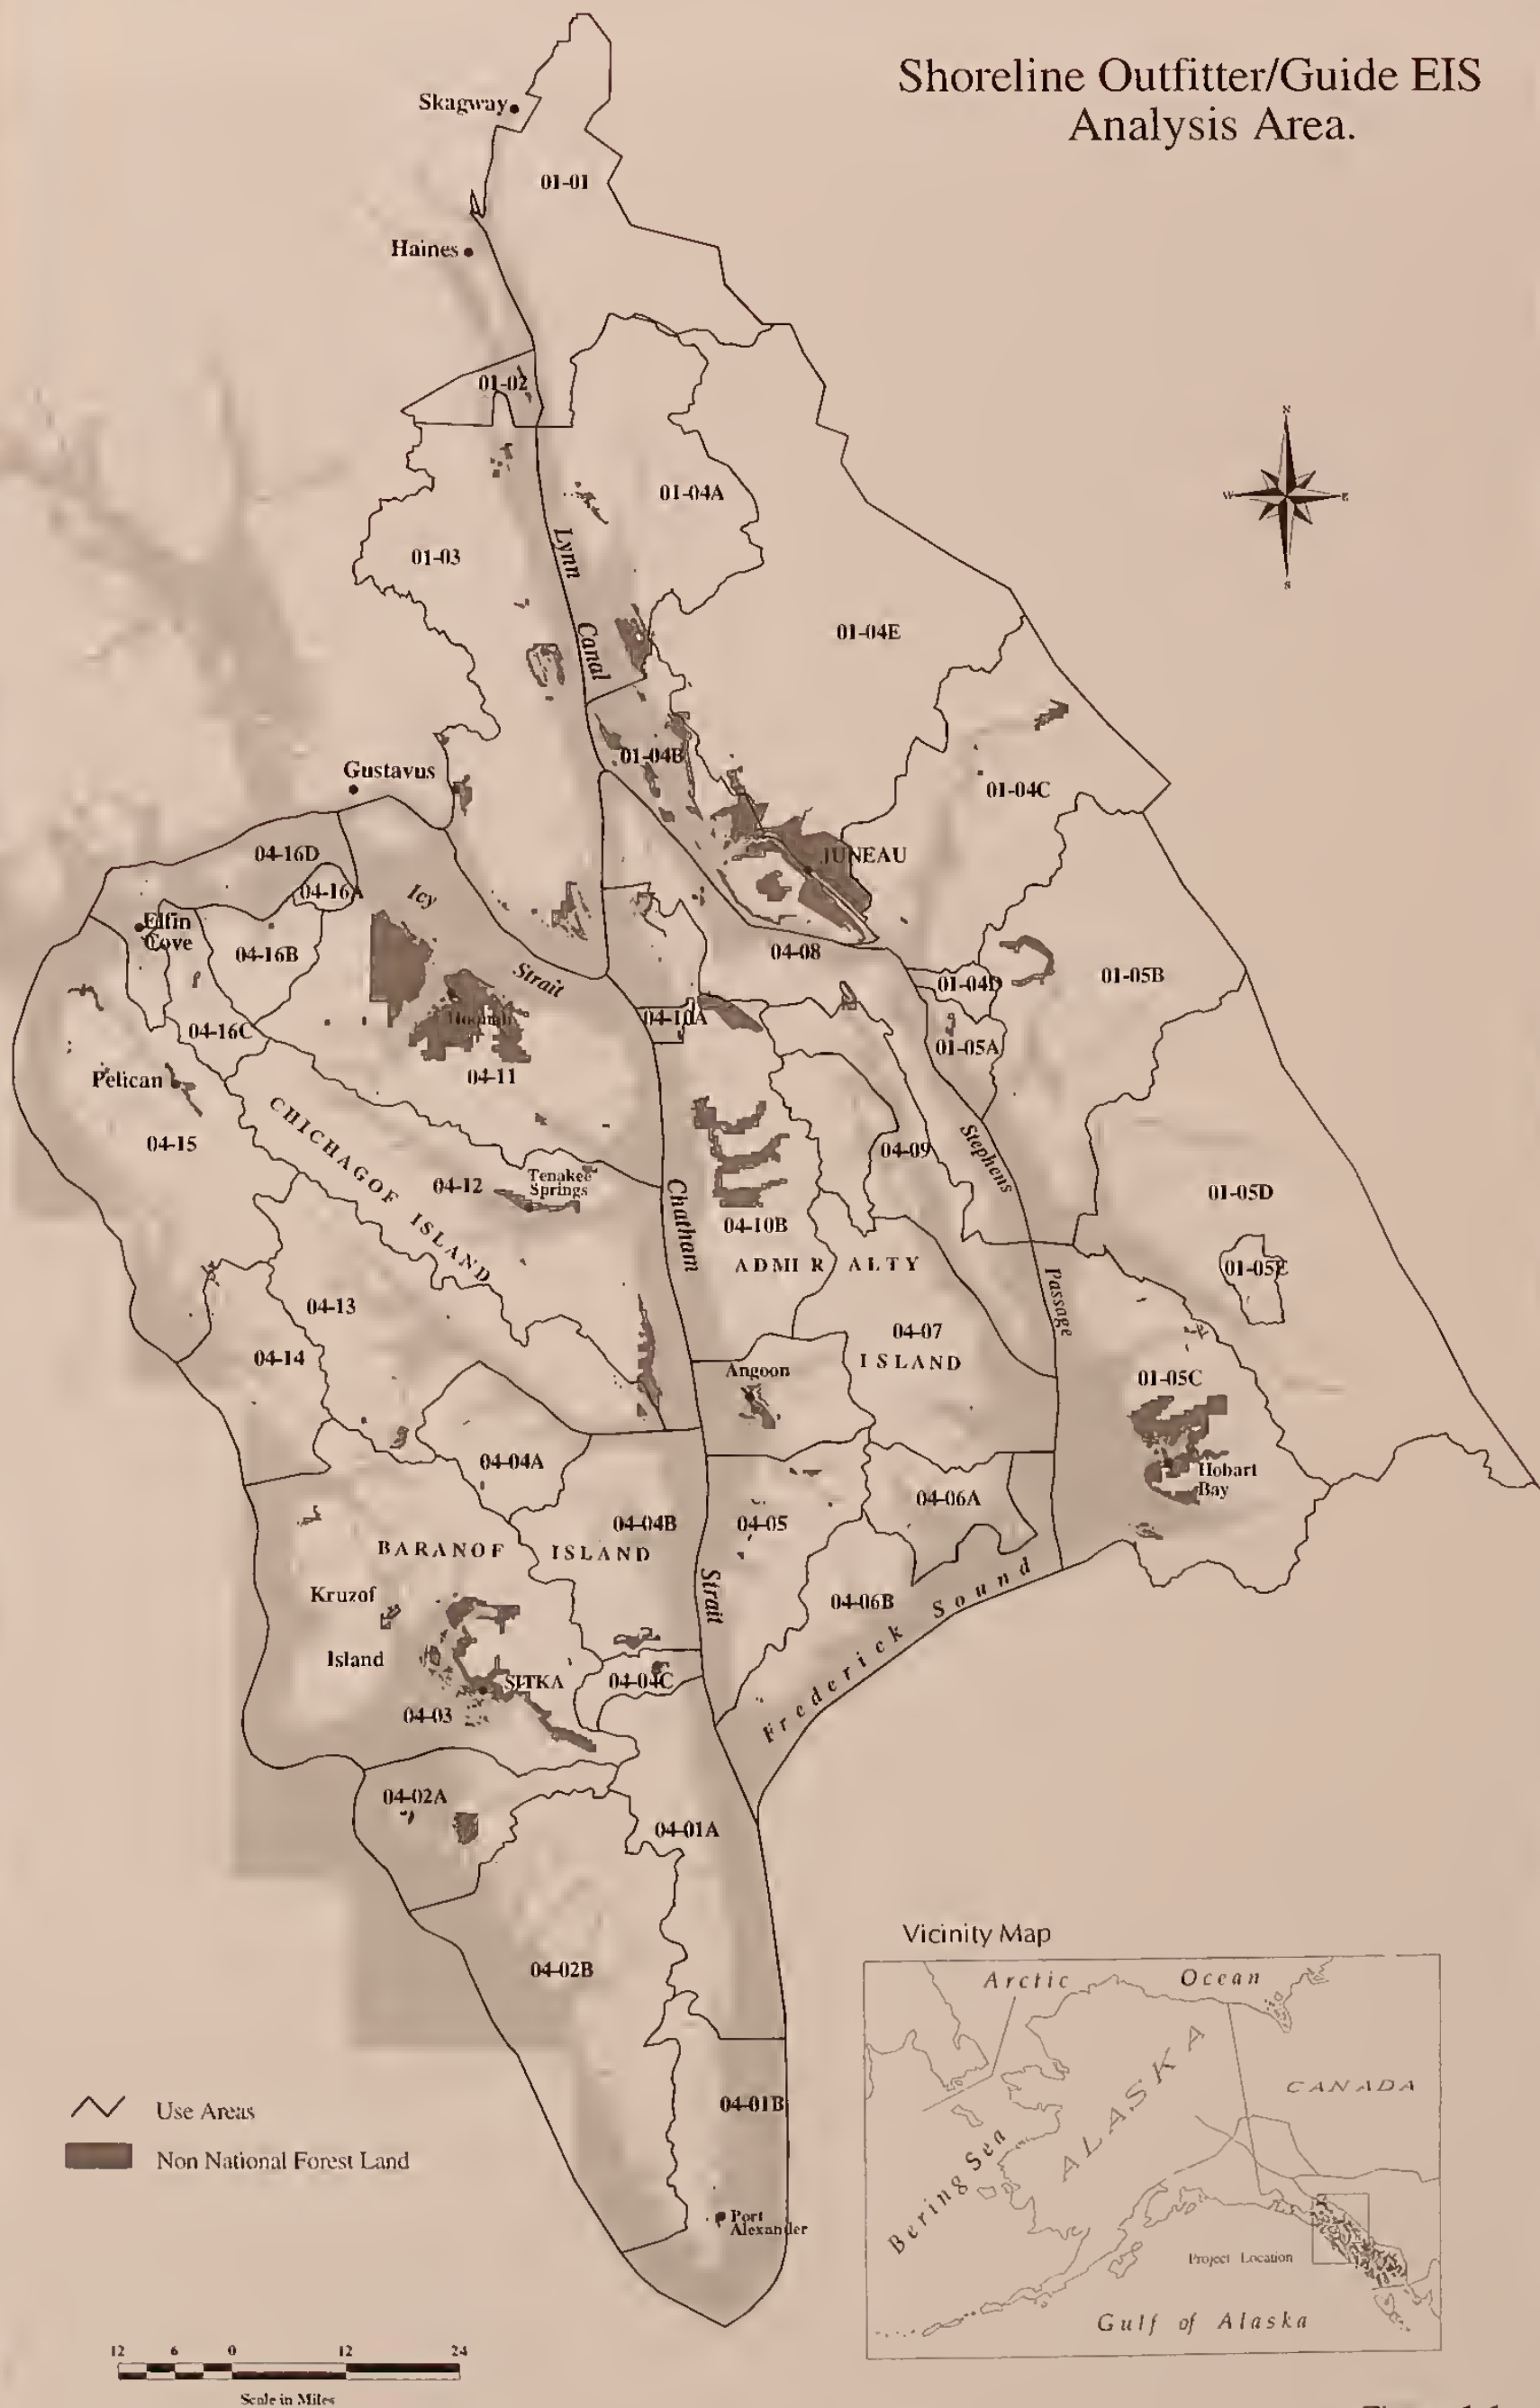 Shoreline Outfitter/Guide EIS
Analysis Area.
Skagway
01-01
Haines
01-02
N
W
E
S
01-04A
01-03
Lynn
Canal
01-04E
01-04B
Gustavus
01-04C
JUNEAU
04-16D
04-16A
Icy
Strait
Elfin
Cove
04-16B
04-08
01-04D
01-05B
04-16C
Hoonah
04-10A
01-05A
Pelican
04-11
04-15
CHICHAGOF ISLAND
04-09
Stephens
Passage
04-12
Tenakee
Springs
Chatham
Strait
01-05D
04-10B
ADMIRALTY
ISLAND
01-05E
04-13
04-07
04-14
Angoon
01-05C
04-04A
Hobart
Bay
04-06A
04-04B
04-05
BARANOF ISLAND
Kruzof
Island
04-06B
Frederick Sound
SITKA
04-04C
04-03
04-02A
04-01A
04-02B
04-01B
Port
Alexander
Use Areas
Non National Forest Land
12 6 0 12 24
Scale in Miles
Vicinity Map
Arctic Ocean
ALASKA
CANADA
Bering Sea
Project Location
Gulf of Alaska